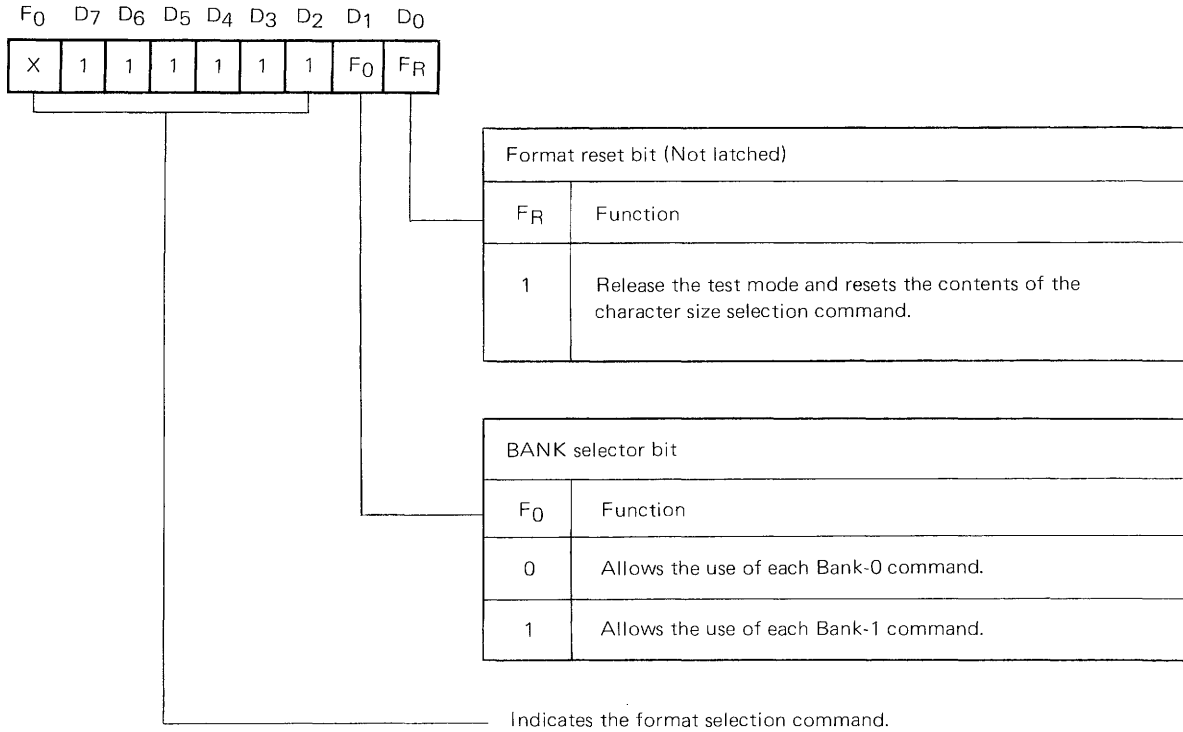 F0 D7 D6 D5 D4 D3 D2 D1 D0
X 1 1 1 1 1 1 F0 FR
Format reset bit (Not latched)
FR Function
1 Release the test mode and resets the contents of the
character size selection command.
BANK selector bit
F0 Function
0 Allows the use of each Bank-0 command.
1 Allows the use of each Bank-1 command.
Indicates the format selection command.